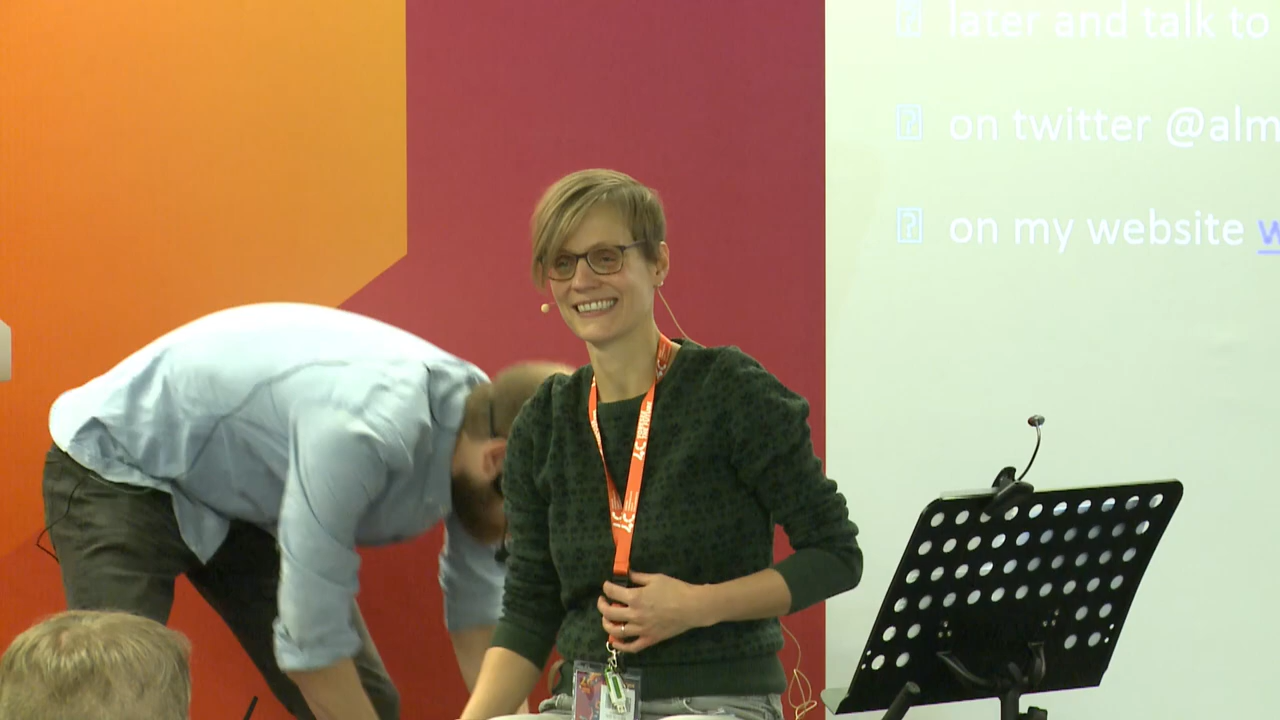 later and talk to
on twitter @alm
on my website w